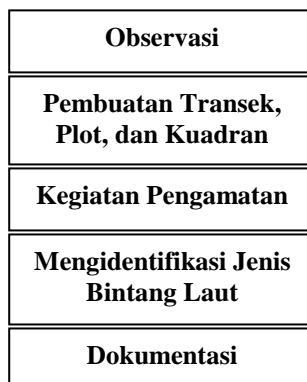 Observasi
Pembuatan Transek,
Plot, dan Kuadran
Kegiatan Pengamatan
Mengidentifikasi Jenis
Bintang Laut
Dokumentasi